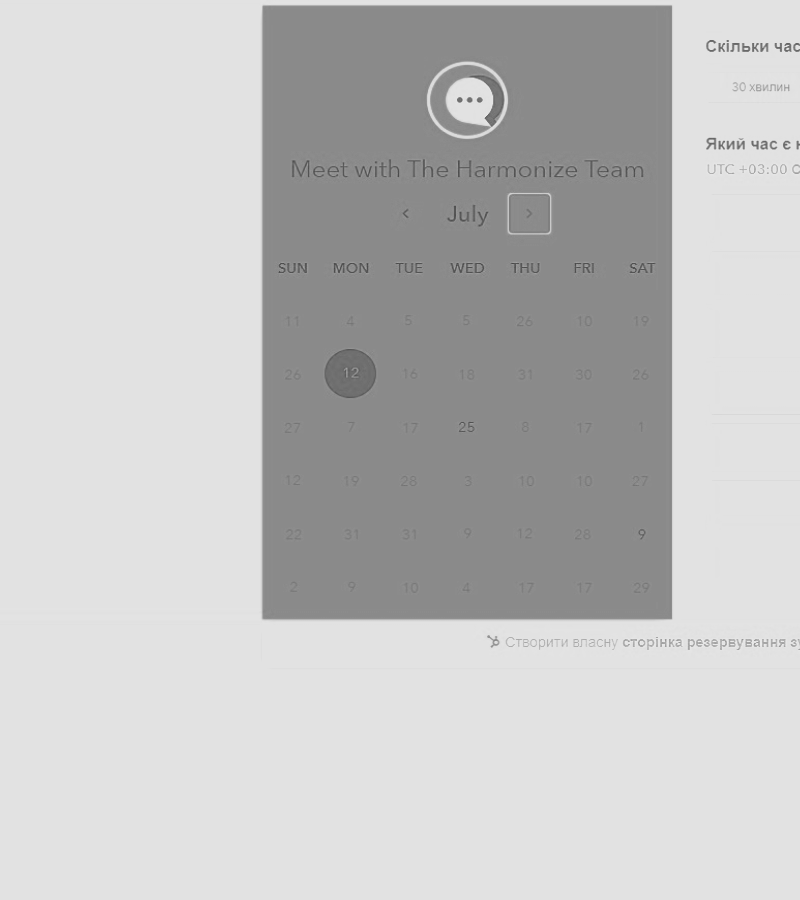 Meet with The Harmonize Team
July
SUN MON TUE WED THU FRI SAT
11 4 5 5 26 10 19
26 12 16 18 31 30 26
27 7 17 25 8 17 1
12 19 28 3 10 10 27
22 31 31 9 12 28 9
2 9 10 4 17 17 29
Скільки час
30 хвилин
Який час є
UTC +03:00
Створити власну сторінка резервування з